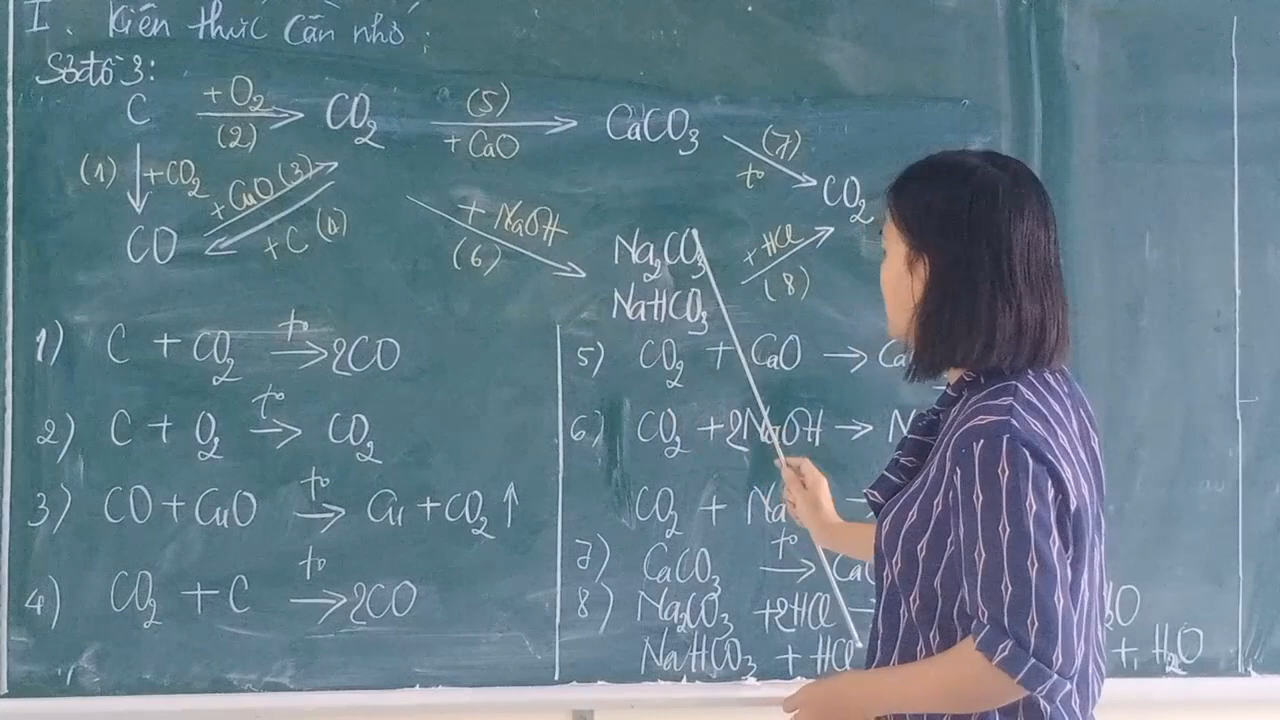 I. Kiến thức cần nhớ:
Sơ đồ 3:
C + O2 (2) → CO2 (5) + CaO → CaCO3 (7) t° → CO2
(1) + CO2 + CuO (3) + C (4) + NaOH (6) + HCl (8)
CO Na2CO3
NaHCO3
1) C + CO2 t° → 2CO
2) C + O2 t° → CO2
3) CO + CuO t° → Cu + CO2 ↑
4) CO2 + C t° → 2CO
5) CO2 + CaO →
6) CO2 + 2NaOH →
CO2 +
7) CaCO3 t° →
8) Na2CO3 + 2HCl →
NaHCO3 + HCl + H2O